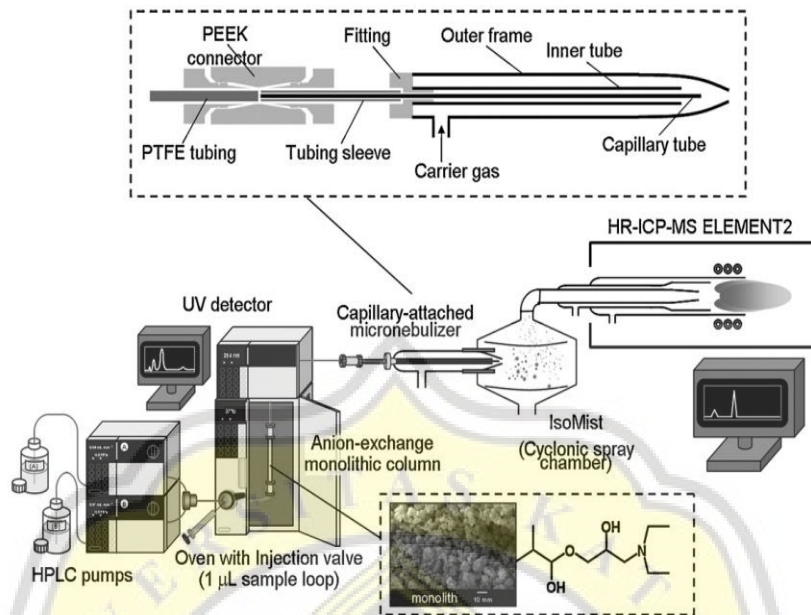 PEEK
connector
Fitting
Outer frame
Inner tube
PTFE tubing
Tubing sleeve
Carrier gas
Capillary tube
HR-ICP-MS ELEMENT2
UV detector
Capillary-attached
micronebulizer
IsoMist
(Cyclonic spray
chamber)
Anion-exchange
monolithic column
HPLC pumps
Oven with Injection valve
(1 µL sample loop)
A
B
OH
O
N
OH
monolith
SITAS KAT